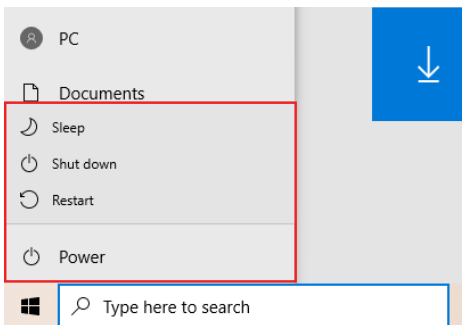 PC
Documents
Sleep
Shut down
Restart
Power
Type here to search